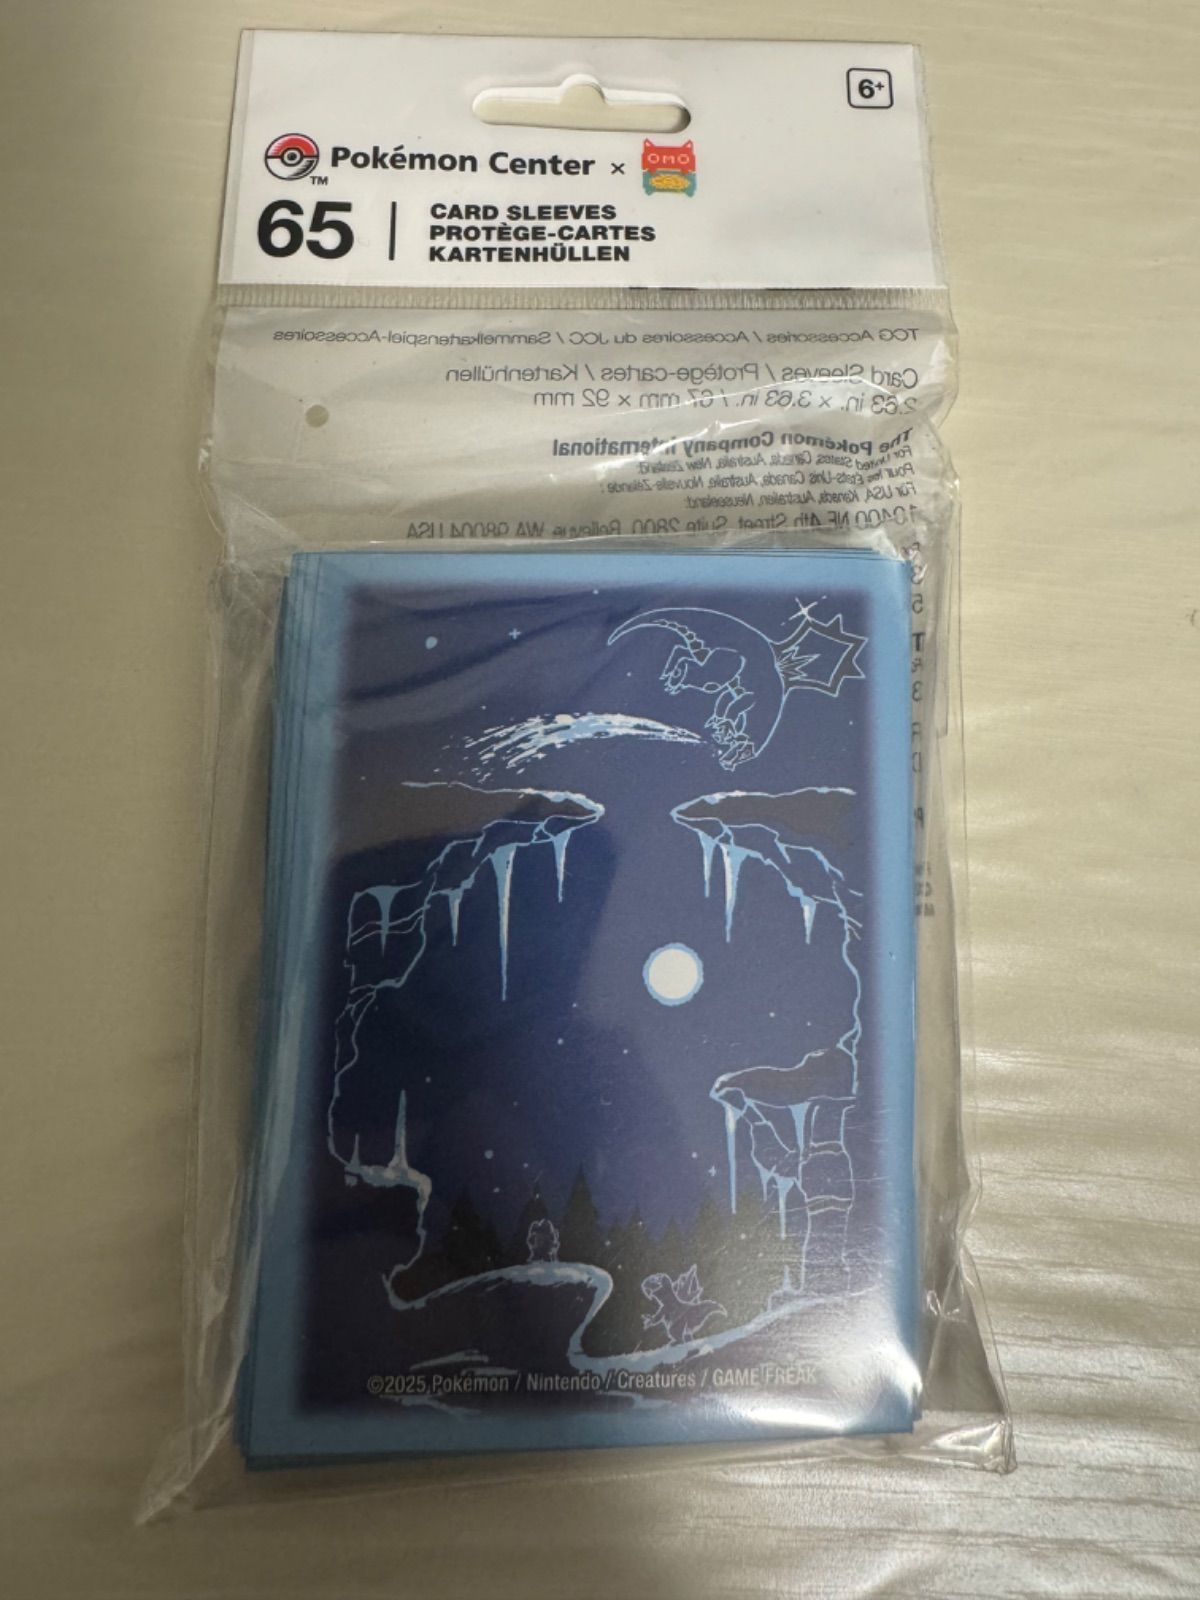 6+
Pokémon Center × OMO
TM
65 | CARD SLEEVES
PROTÈGE-CARTES
KARTENHÜLLEN
TCG Accessories / Accessoires du JCC / Sammelkartenspiel-Accessoires
Card Sleeves / Protège-cartes / Kartenhüllen
2.63 in. × 3.63 in. / 67 mm × 92 mm
The Pokémon Company International
For United States, Canada, Australia, New Zealand:
Pour les États-Unis, Canada, Australie, Nouvelle-Zélande :
Für USA, Kanada, Australien, Neuseeland:
10400 NE 4th Street, Suite 2800, Bellevue, WA 98004 USA
©2025 Pokémon / Nintendo / Creatures / GAME FREAK